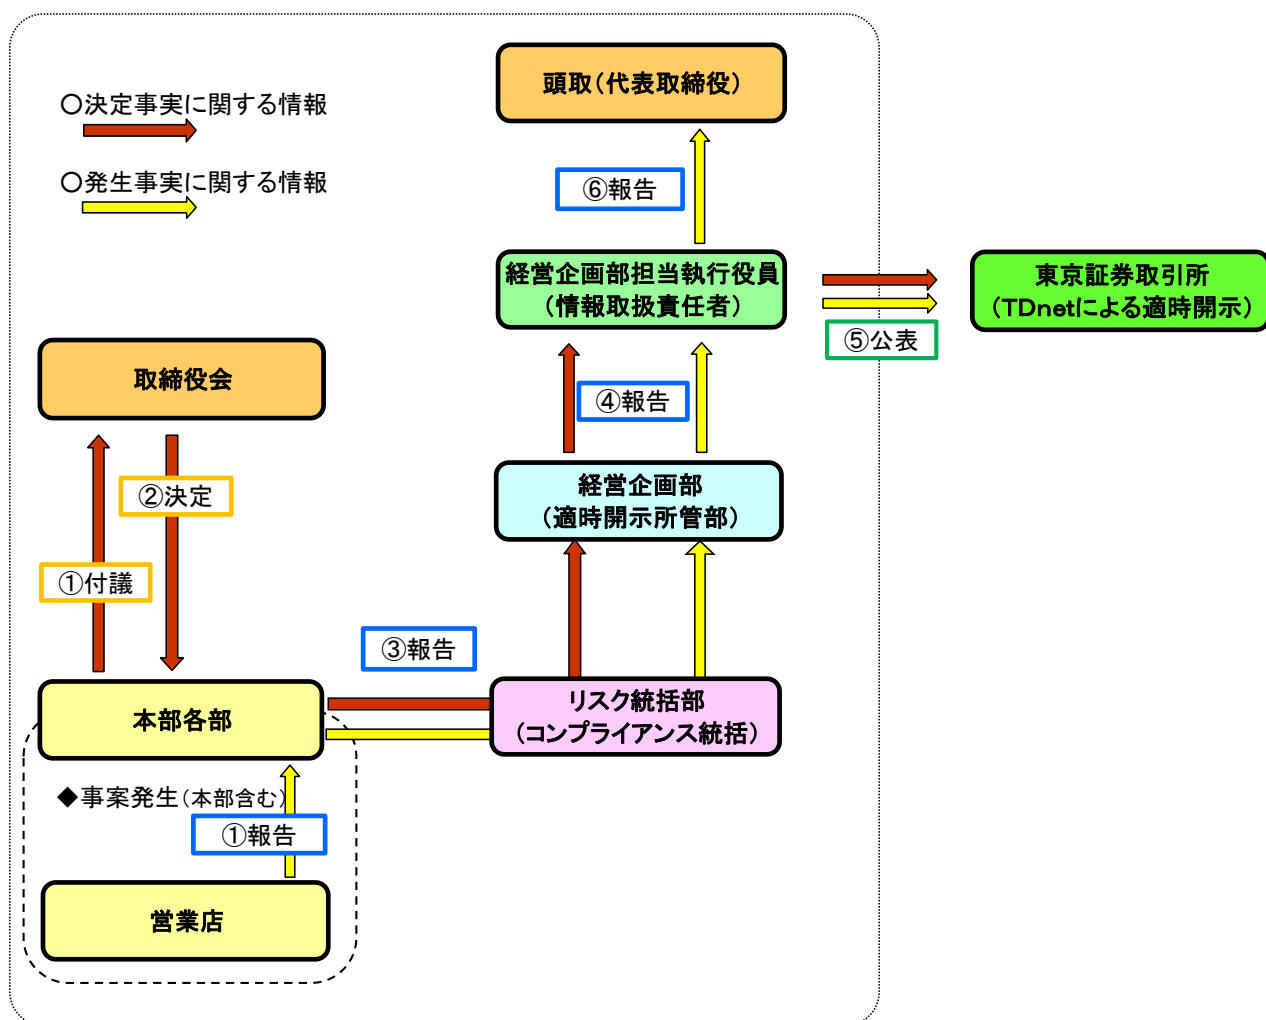 頭取(代表取締役)
○決定事実に関する情報
○発生事実に関する情報
⑥報告
経営企画部担当執行役員
(情報取扱責任者)
東京証券取引所
(TDnetによる適時開示)
⑤公表
取締役会
④報告
②決定
経営企画部
(適時開示所管部)
①付議
③報告
本部各部
リスク統括部
(コンプライアンス統括)
◆事案発生(本部含む)
①報告
営業店